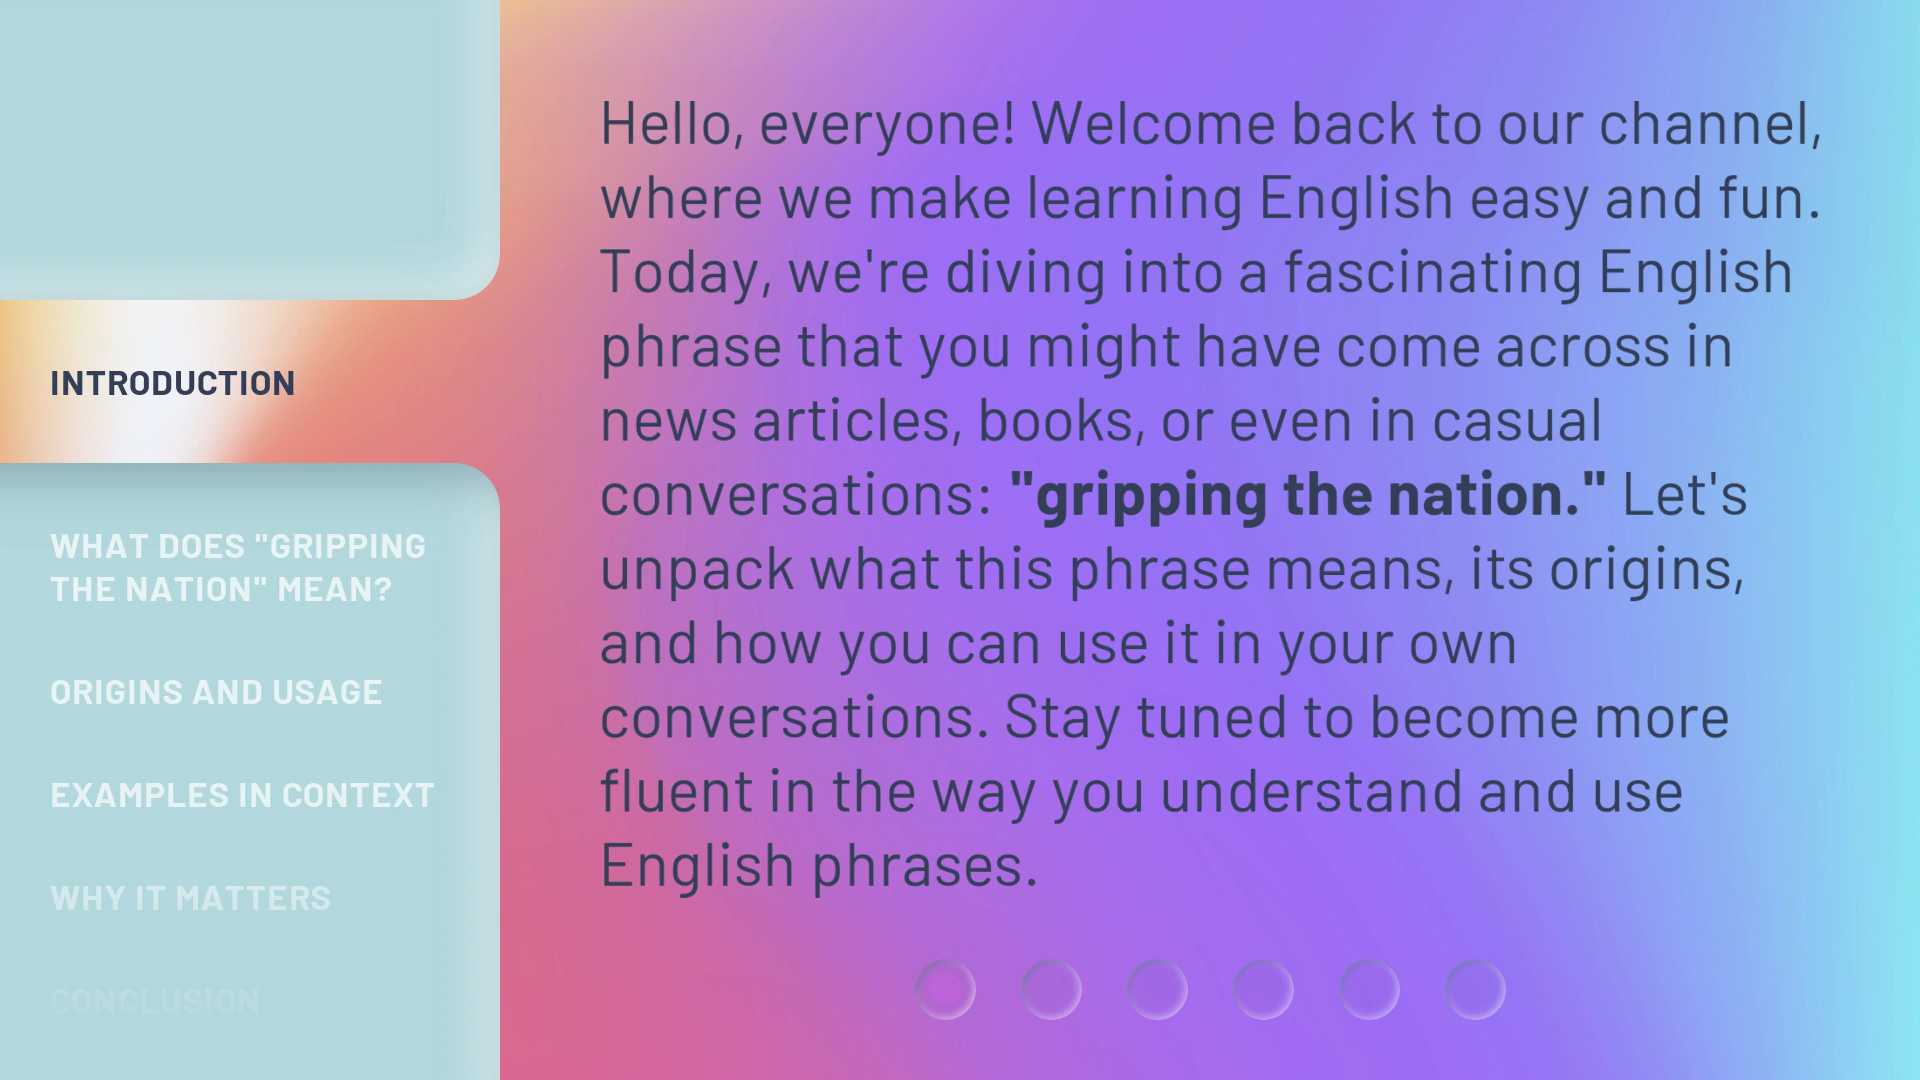 INTRODUCTION
WHAT DOES "GRIPPING
THE NATION" MEAN?
ORIGINS AND USAGE
EXAMPLES IN CONTEXT
WHY IT MATTERS
CONCLUSION
Hello, everyone! Welcome back to our channel,
where we make learning English easy and fun.
Today, we're diving into a fascinating English
phrase that you might have come across in
news articles, books, or even in casual
conversations: "gripping the nation." Let's
unpack what this phrase means, its origins,
and how you can use it in your own
conversations. Stay tuned to become more
fluent in the way you understand and use
English phrases.